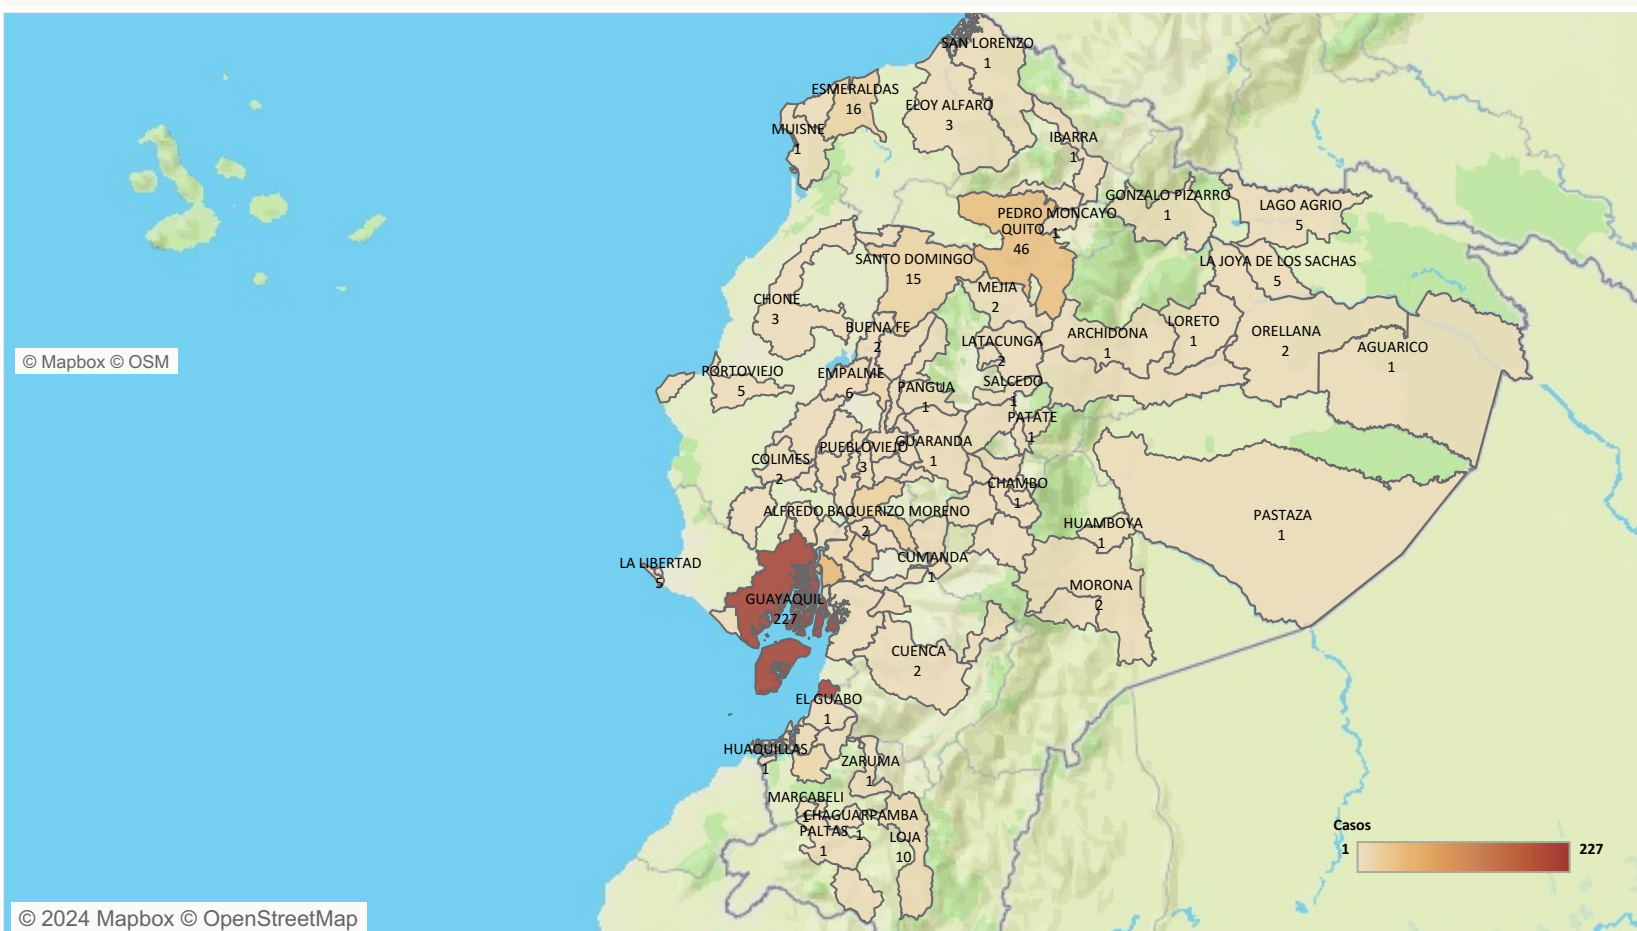 SAN LORENZO
1
ESMERALDAS
16
ELOY ALFARO
3
MUISNE
1
IBARRA
1
GONZALO PIZARRO
1
LAGO AGRIO
5
PEDRO MONCAYO
1
QUITO
46
SANTO DOMINGO
15
LA JOYA DE LOS SACHAS
5
MEJIA
2
CHONE
3
BUENA FE
2
LATACUNGA
2
ARCHIDONA
1
LORETO
1
ORELLANA
2
AGUARICO
1
© Mapbox © OSM
PORTOVIEJO
5
EMPALME
6
PANGUA
1
SALCEDO
1
PATATE
1
PUEBLOVIEJO
3
GUARANDA
1
COLIMES
2
CHAMBO
1
ALFREDO BAQUERIZO MORENO
2
HUAMBOYA
1
PASTAZA
1
LA LIBERTAD
5
CUMANDA
1
GUAYAQUIL
227
MORONA
2
CUENCA
2
EL GUABO
1
HUAQUILLAS
1
ZARUMA
1
MARCABELI
1
CHAGUARPAMBA
1
PALTAS
1
LOJA
10
Casos
1
227
© 2024 Mapbox © OpenStreetMap